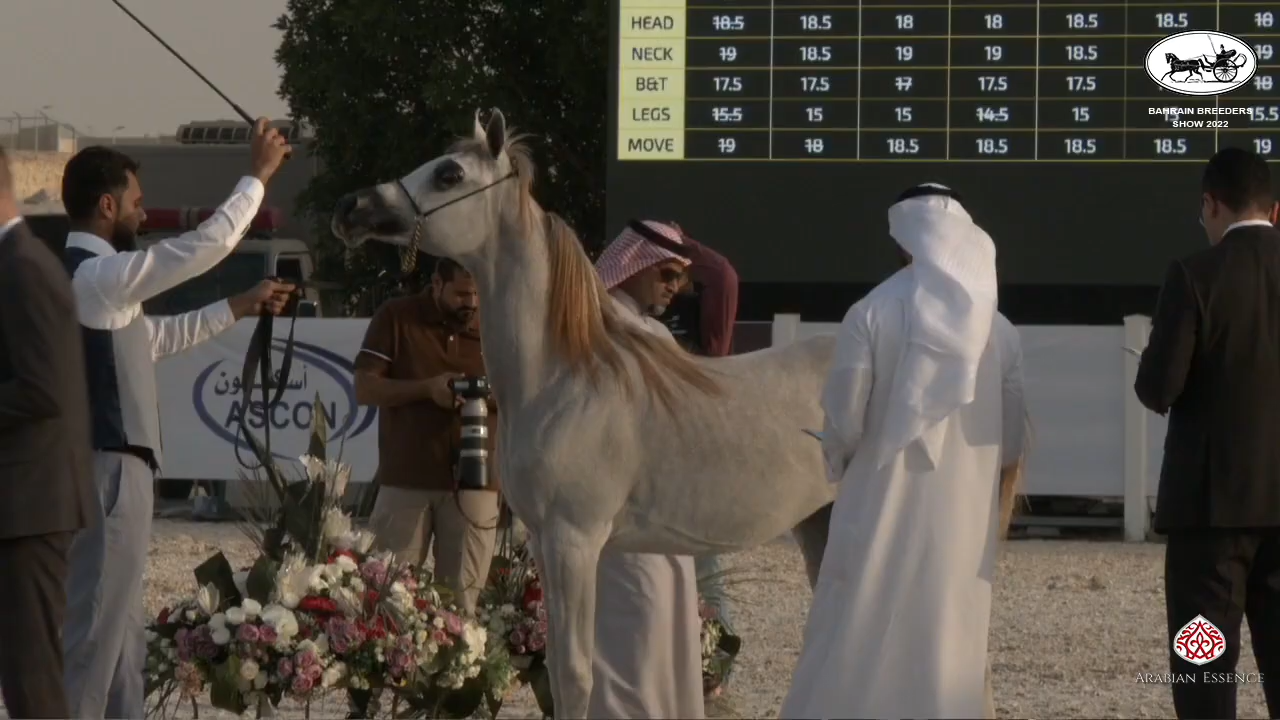 HEAD 18.5 18.5 18 18 18.5 18.5 18
NECK 19 18.5 19 19 18.5 19
B&T 17.5 17.5 17 17.5 17.5 18
LEGS 15.5 15 15 14.5 15 15.5
MOVE 19 18 18.5 18.5 18.5 18.5 19
BAHRAIN BREEDERS
SHOW 2022
ASCON
ARABIAN ESSENCE